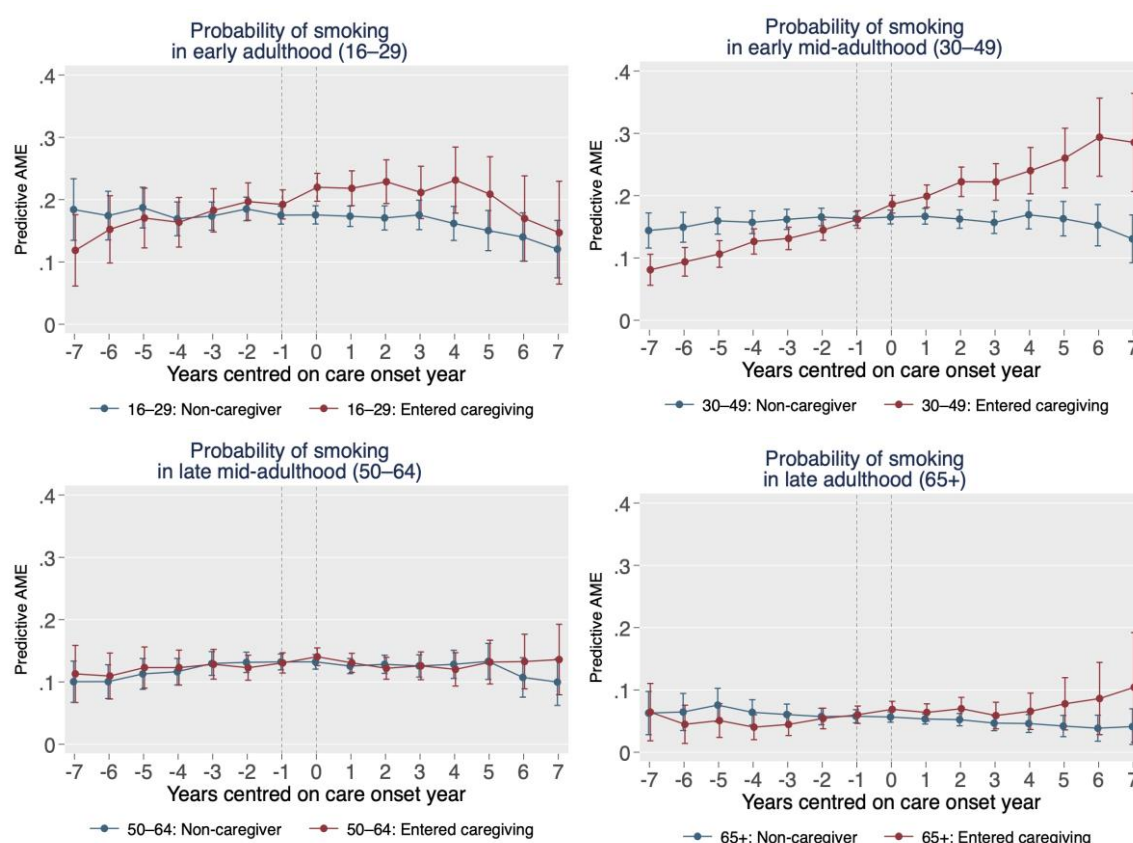 Probability of smoking
in early adulthood (16–29)
Predictive AME
.4
.3
.2
.1
0
-7 -6 -5 -4 -3 -2 -1 0 1 2 3 4 5 6 7
Years centred on care onset year
16–29: Non-caregiver 16–29: Entered caregiving
Probability of smoking
in early mid-adulthood (30–49)
Predictive AME
.4
.3
.2
.1
0
-7 -6 -5 -4 -3 -2 -1 0 1 2 3 4 5 6 7
Years centred on care onset year
30–49: Non-caregiver 30–49: Entered caregiving
Probability of smoking
in late mid-adulthood (50–64)
Predictive AME
.4
.3
.2
.1
0
-7 -6 -5 -4 -3 -2 -1 0 1 2 3 4 5 6 7
Years centred on care onset year
50–64: Non-caregiver 50–64: Entered caregiving
Probability of smoking
in late adulthood (65+)
Predictive AME
.4
.3
.2
.1
0
-7 -6 -5 -4 -3 -2 -1 0 1 2 3 4 5 6 7
Years centred on care onset year
65+: Non-caregiver 65+: Entered caregiving